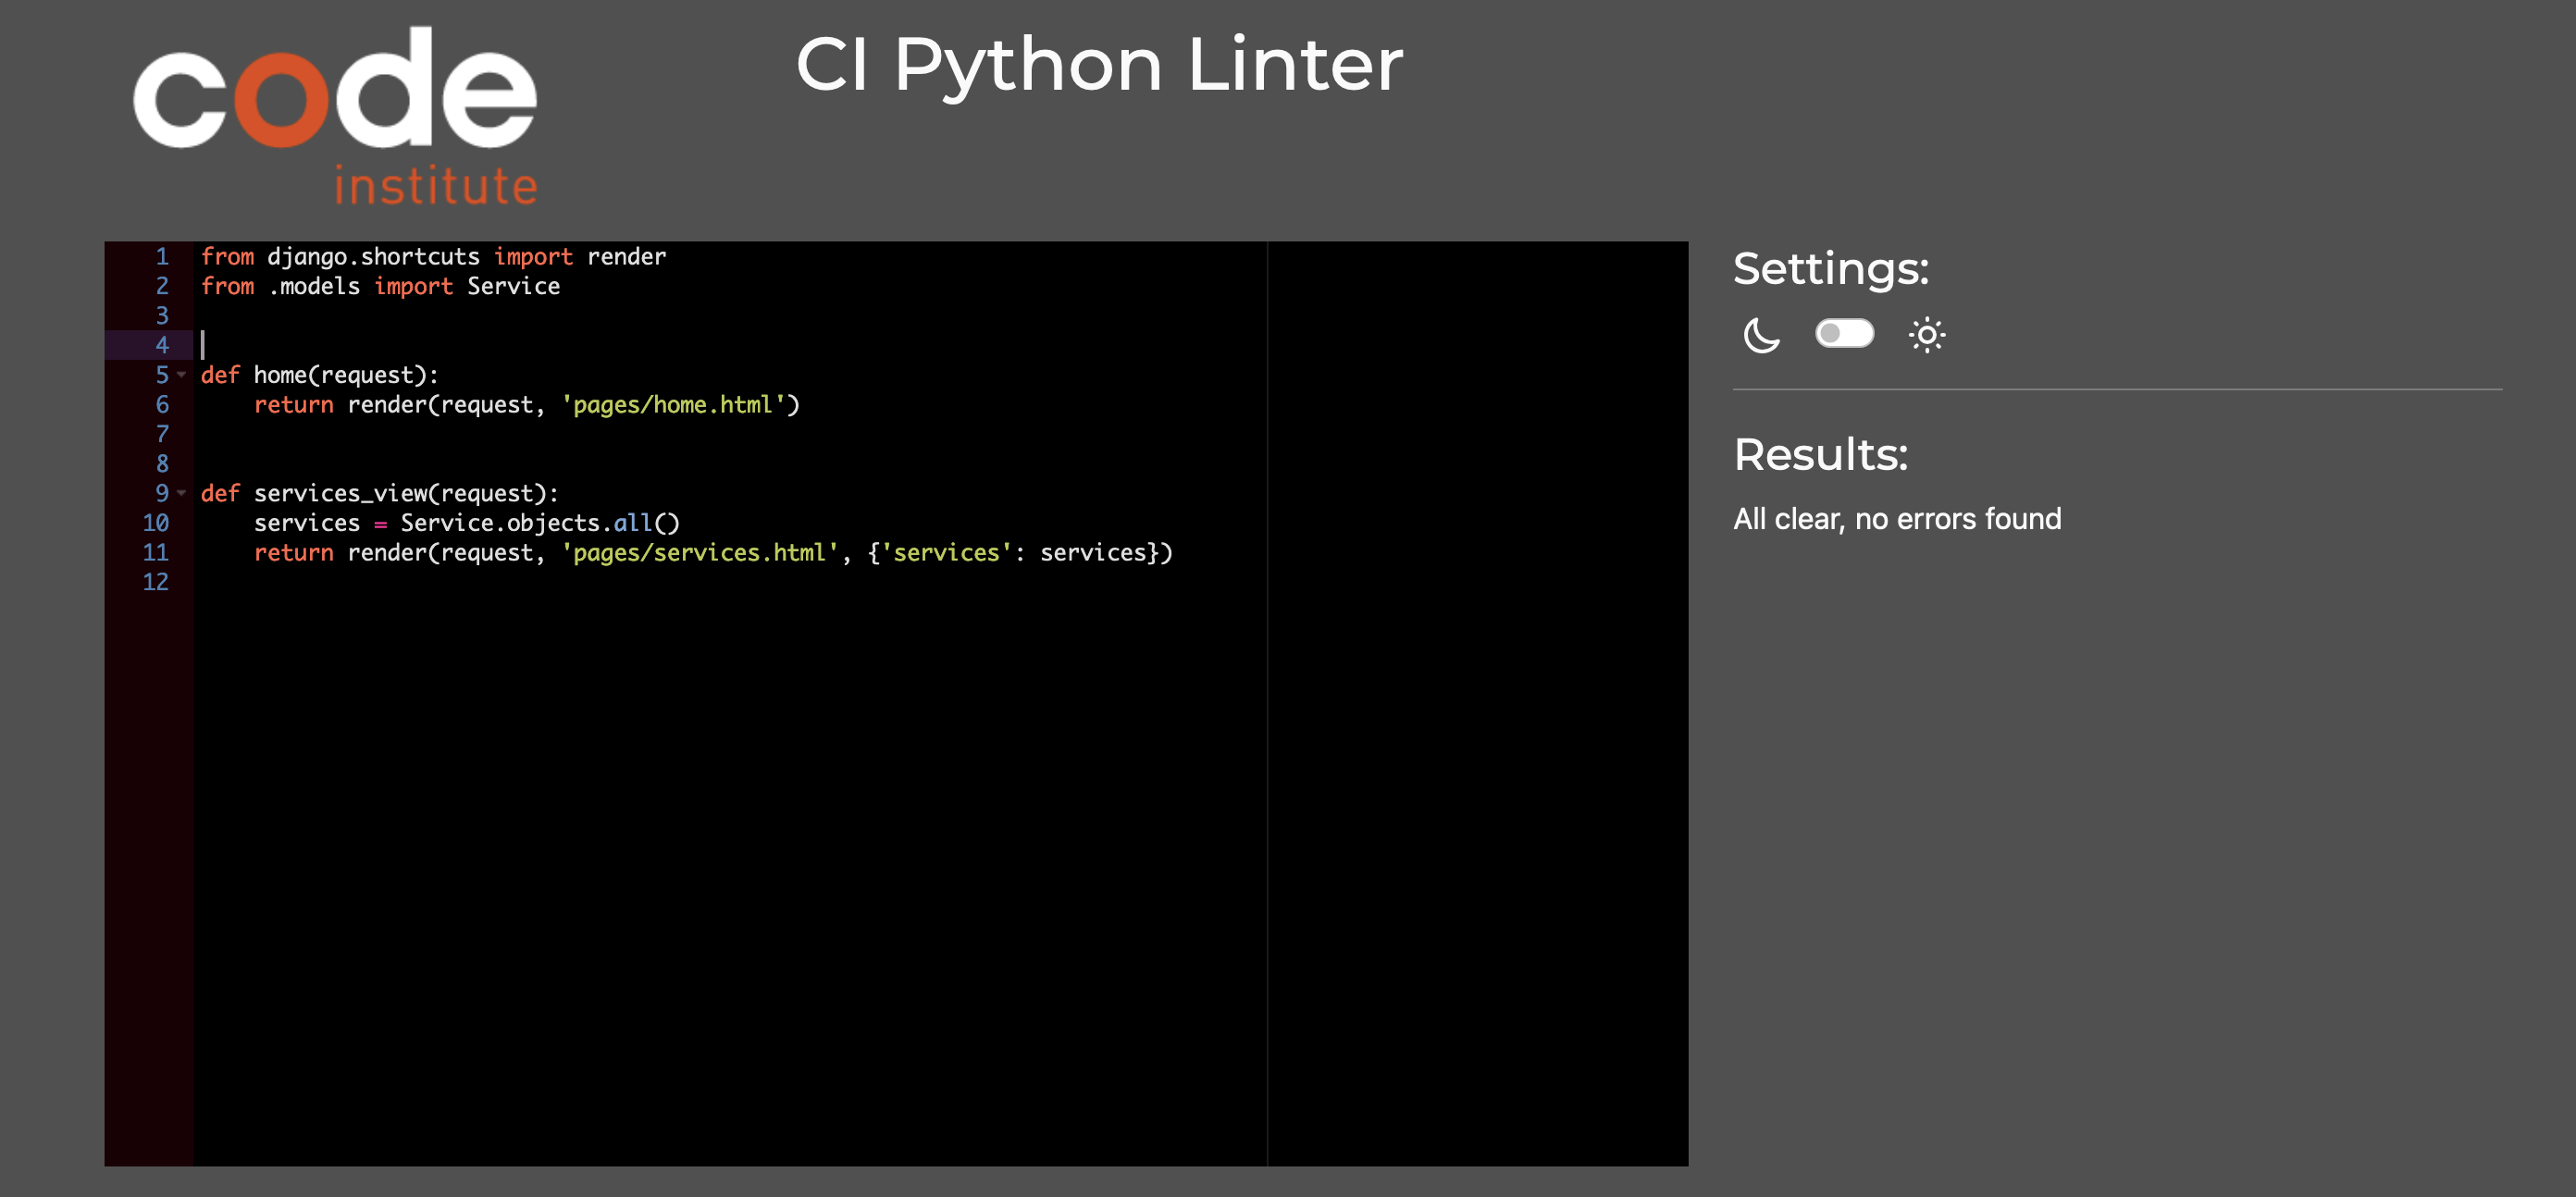 code
institute
CI Python Linter
1 from django.shortcuts import render
2 from .models import Service
3
4
5 def home(request):
6     return render(request, 'pages/home.html')
7
8
9 def services_view(request):
10     services = Service.objects.all()
11     return render(request, 'pages/services.html', {'services': services})
12
Settings:
Results:
All clear, no errors found